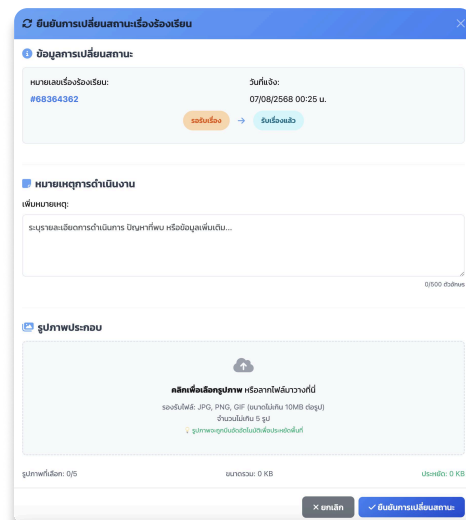 ยืนยันการเปลี่ยนสถานะเรื่องร้องเรียน
ข้อมูลการเปลี่ยนสถานะ
หมายเลขเรื่องร้องเรียน: วันที่แจ้ง:
#68364362 07/08/2568 00:25 น.
รอรับเรื่อง → รับเรื่องแล้ว
หมายเหตุการดำเนินงาน
เพิ่มหมายเหตุ:
ระบุรายละเอียดการดำเนินการ ปัญหาที่พบ หรือข้อมูลเพิ่มเติม...
0/500 ตัวอักษร
รูปภาพประกอบ
คลิกเพื่อเลือกรูปภาพ หรือลากไฟล์มาวางที่นี่
รองรับไฟล์: JPG, PNG, GIF (ขนาดไม่เกิน 10MB ต่อรูป)
จำนวนไม่เกิน 5 รูป
รูปภาพจะถูกบีบอัดอัตโนมัติเพื่อประหยัดพื้นที่
รูปภาพที่เลือก: 0/5 ขนาดรวม: 0 KB ประหยัด: 0 KB
ยกเลิก ยืนยันการเปลี่ยนสถานะ